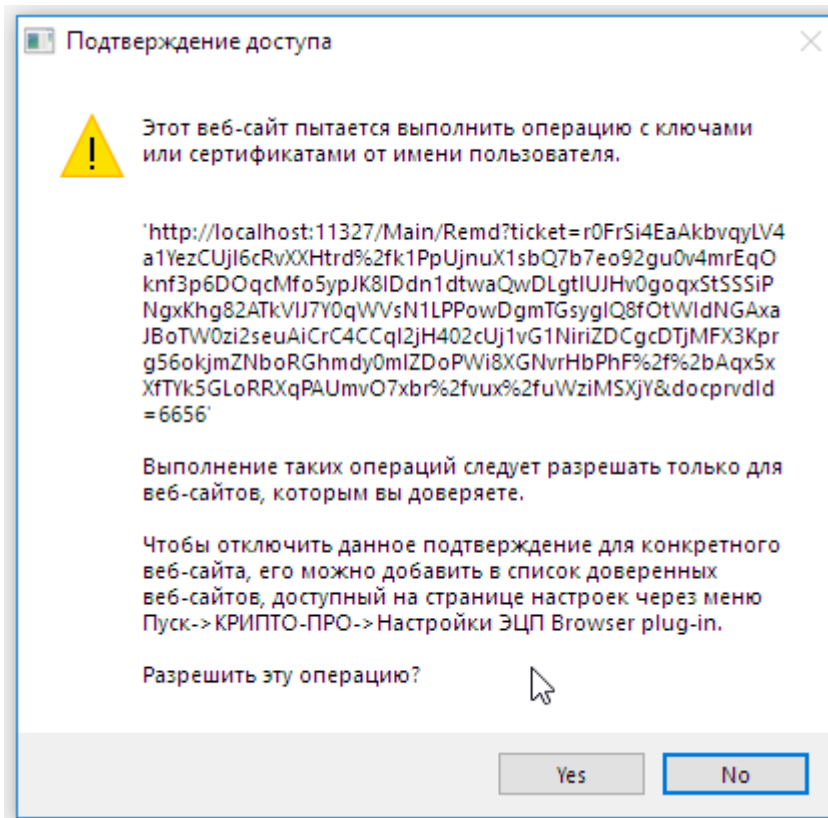 Подтверждение доступа
Этот веб-сайт пытается выполнить операцию с ключами
или сертификатами от имени пользователя.
'http://localhost:11327/Main/Remd?ticket=r0FrSi4EaAkbvqyLV4
a1YezCUjl6cRvXXHtrd%2fk1PpUjnuX1sbQ7b7eo92gu0v4mrEqO
knf3p6DOqcMfo5ypJK8IDdn1dtwaQwDLgtlUJHv0goqxStSSSiP
NgxKhg82ATkVlJ7Y0qWVsN1LPPowDgmTGsyglQ8fOtWIdNGAxa
JBoTW0zi2seuAiCrC4CCql2jH402cUj1vG1NiriZDCgcDTjMFX3Kpr
g56okjmZNboRGhmdy0mlZDoPWi8XGNvrHbPhF%2f%2bAqx5x
XfTYk5GLoRRXqPAUmvO7xbr%2fvux%2fuWziMSXjY&docprvdId
=6656'
Выполнение таких операций следует разрешать только для
веб-сайтов, которым вы доверяете.
Чтобы отключить данное подтверждение для конкретного
веб-сайта, его можно добавить в список доверенных
веб-сайтов, доступный на странице настроек через меню
Пуск->КРИПТО-ПРО->Настройки ЭЦП Browser plug-in.
Разрешить эту операцию?
Yes
No